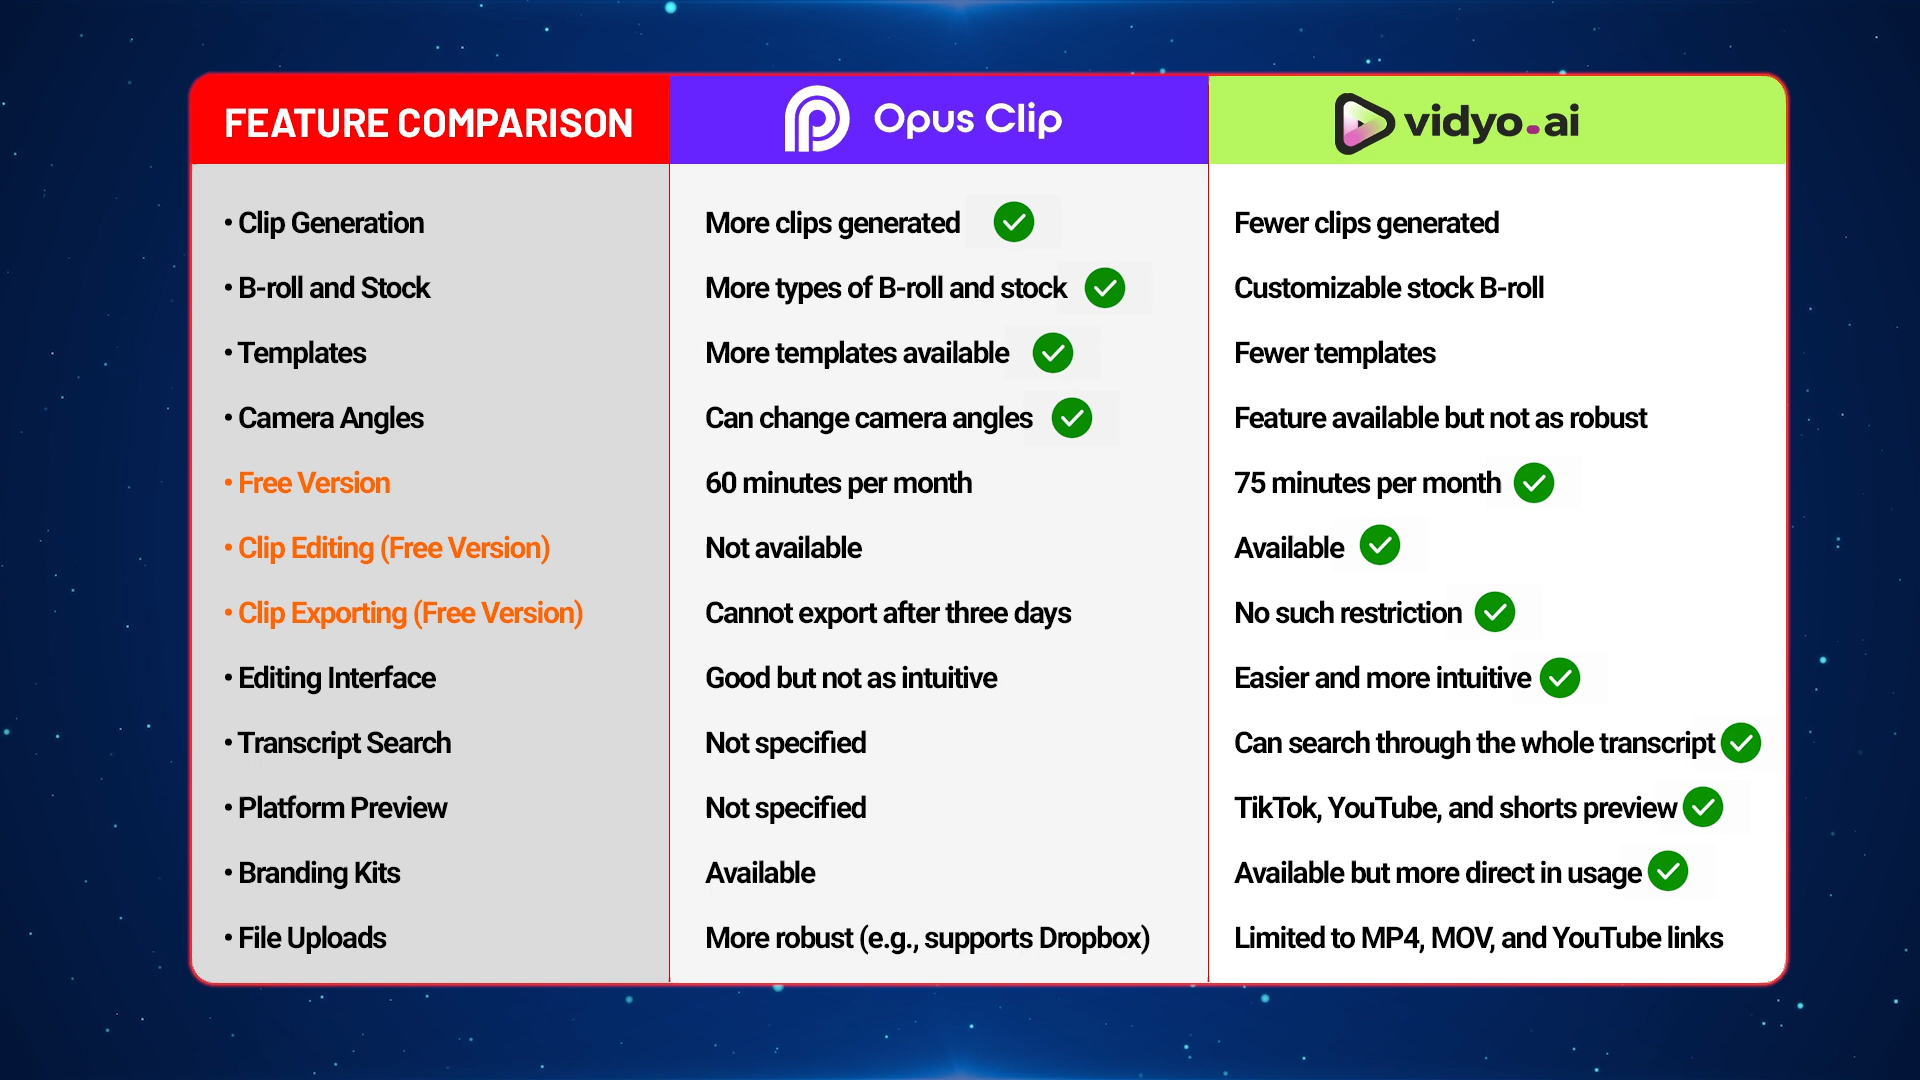 FEATURE COMPARISON Opus Clip vidyo.ai
• Clip Generation More clips generated Fewer clips generated
• B-roll and Stock More types of B-roll and stock Customizable stock B-roll
• Templates More templates available Fewer templates
• Camera Angles Can change camera angles Feature available but not as robust
• Free Version 60 minutes per month 75 minutes per month
• Clip Editing (Free Version) Not available Available
• Clip Exporting (Free Version) Cannot export after three days No such restriction
• Editing Interface Good but not as intuitive Easier and more intuitive
• Transcript Search Not specified Can search through the whole transcript
• Platform Preview Not specified TikTok, YouTube, and shorts preview
• Branding Kits Available Available but more direct in usage
• File Uploads More robust (e.g., supports Dropbox) Limited to MP4, MOV, and YouTube links